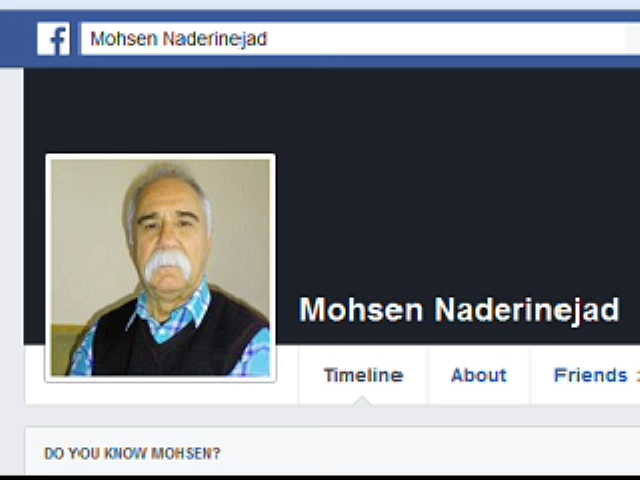 f Mohsen Naderinejad
Mohsen Naderinejad
Timeline About Friends
DO YOU KNOW MOHSEN?